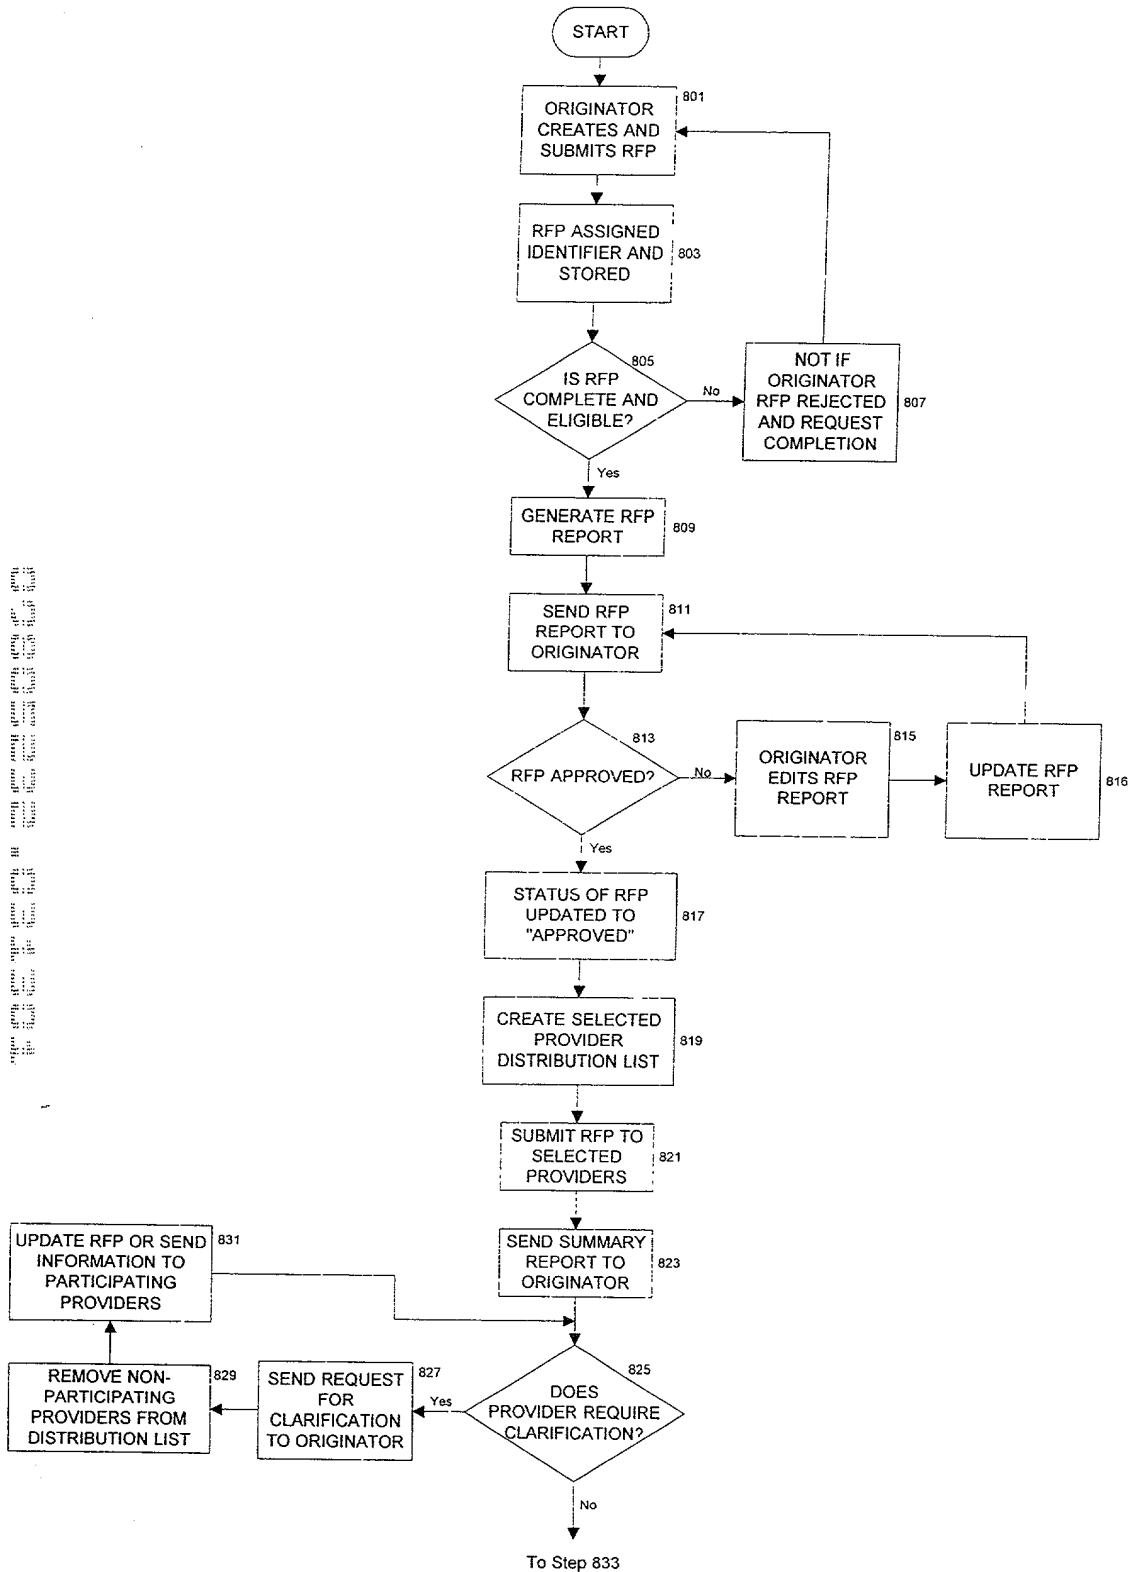 START
ORIGINATOR
CREATES AND
SUBMITS RFP
801
RFP ASSIGNED
IDENTIFIER AND
STORED
803
805
IS RFP
COMPLETE AND
ELIGIBLE?
No
NOT IF
ORIGINATOR
RFP REJECTED
AND REQUEST
COMPLETION
807
Yes
GENERATE RFP
REPORT
809
SEND RFP
REPORT TO
ORIGINATOR
811
813
RFP APPROVED?
No
815
ORIGINATOR
EDITS RFP
REPORT
UPDATE RFP
REPORT
816
Yes
STATUS OF RFP
UPDATED TO
"APPROVED"
817
CREATE SELECTED
PROVIDER
DISTRIBUTION LIST
819
SUBMIT RFP TO
SELECTED
PROVIDERS
821
SEND SUMMARY
REPORT TO
ORIGINATOR
823
825
DOES
PROVIDER REQUIRE
CLARIFICATION?
Yes
827
SEND REQUEST
FOR
CLARIFICATION
TO ORIGINATOR
829
REMOVE NON-
PARTICIPATING
PROVIDERS FROM
DISTRIBUTION LIST
831
UPDATE RFP OR SEND
INFORMATION TO
PARTICIPATING
PROVIDERS
No
To Step 833